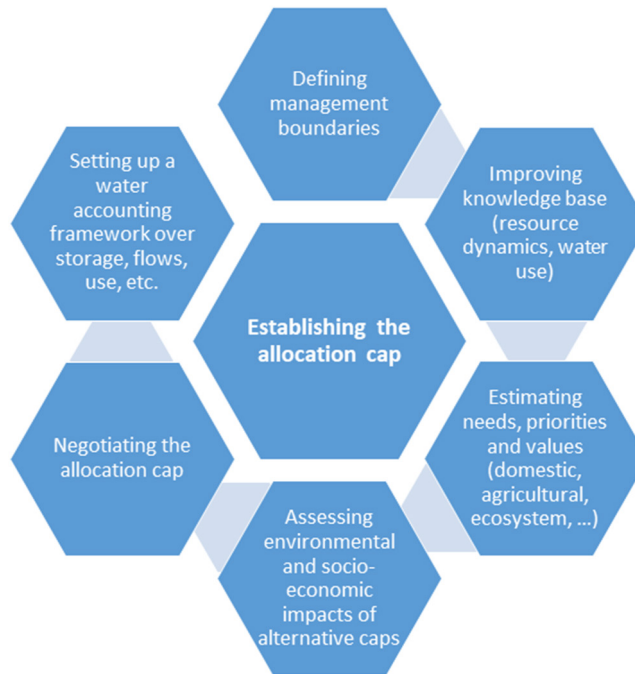 Defining
management
boundaries
Improving
knowledge base
(resource
dynamics, water
use)
Estimating
needs, priorities
and values
(domestic,
agricultural,
ecosystem, ...)
Assessing
environmental
and socio-
economic
impacts of
alternative caps
Negotiating the
allocation cap
Setting up a
water
accounting
framework over
storage, flows,
use, etc.
Establishing the
allocation cap